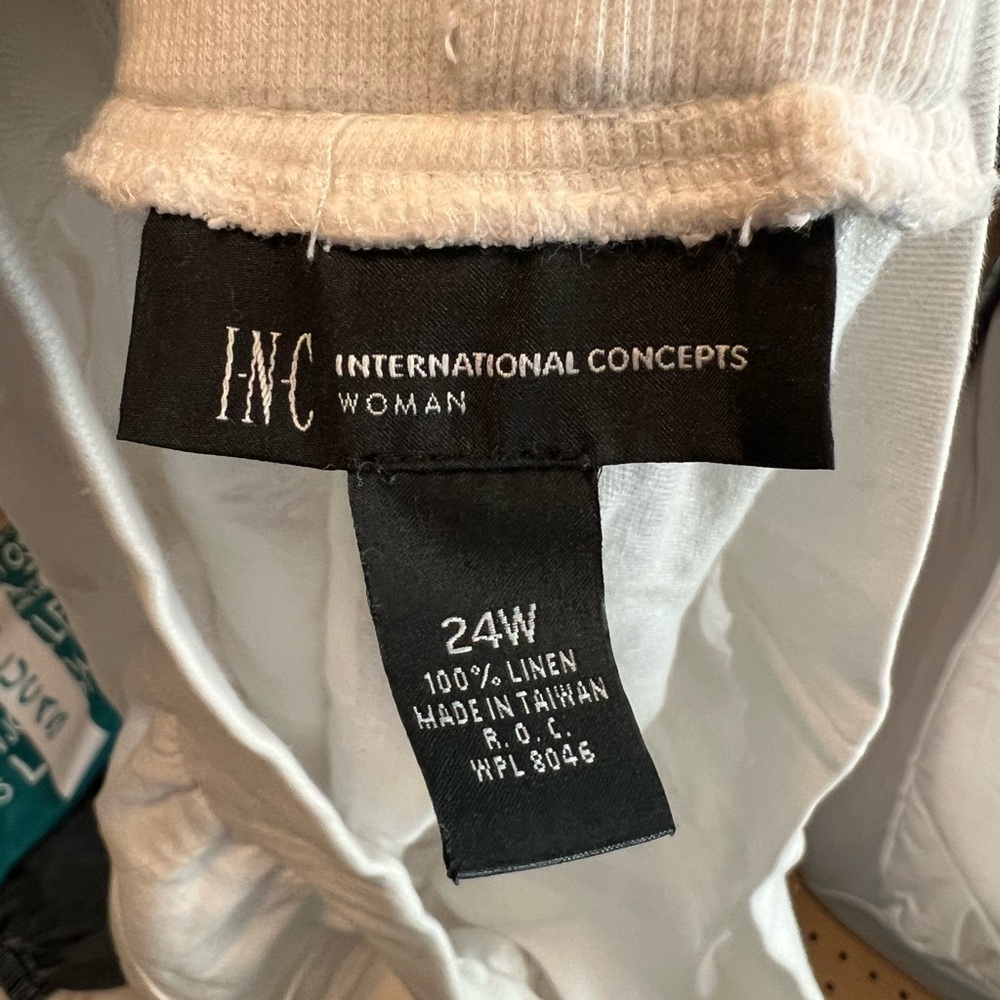 I-N-C INTERNATIONAL CONCEPTS
WOMAN
24W
100% LINEN
MADE IN TAIWAN
R.O.C.
WPL 8046